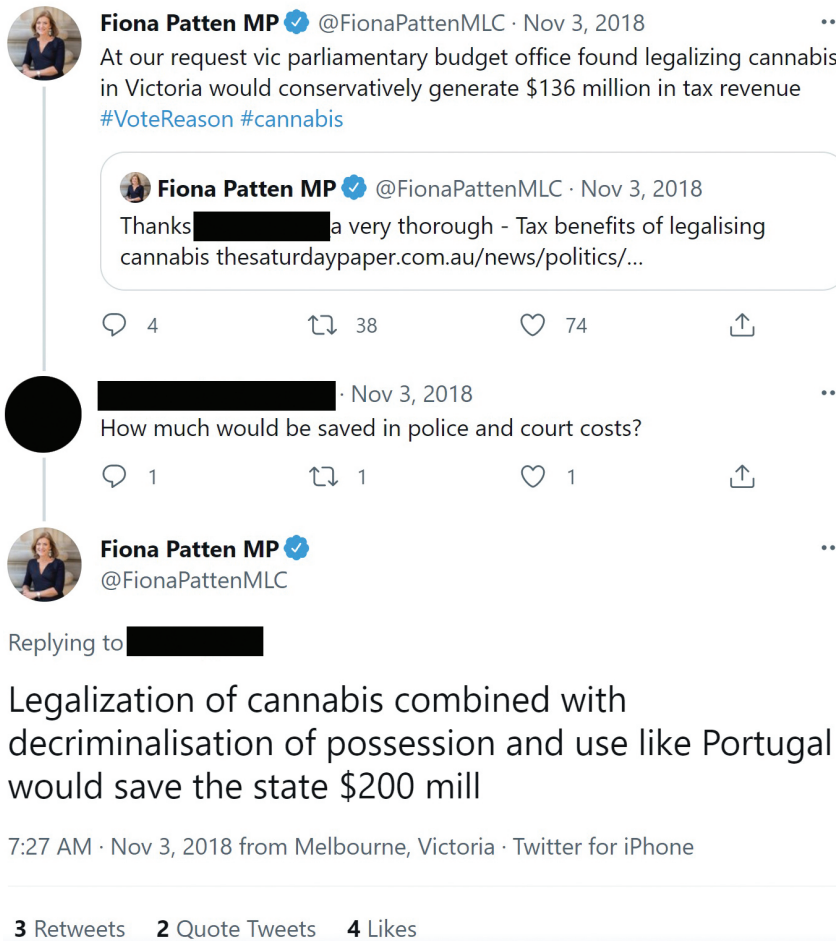 Fiona Patten MP @FionaPattenMLC · Nov 3, 2018
At our request vic parliamentary budget office found legalizing cannabis
in Victoria would conservatively generate $136 million in tax revenue
#VoteReason #cannabis
Fiona Patten MP @FionaPattenMLC · Nov 3, 2018
Thanks a very thorough - Tax benefits of legalising
cannabis thesaturdaypaper.com.au/news/politics/...
4 38 74
· Nov 3, 2018
How much would be saved in police and court costs?
1 1 1
Fiona Patten MP
@FionaPattenMLC
Replying to
Legalization of cannabis combined with
decriminalisation of possession and use like Portugal
would save the state $200 mill
7:27 AM · Nov 3, 2018 from Melbourne, Victoria · Twitter for iPhone
3 Retweets 2 Quote Tweets 4 Likes